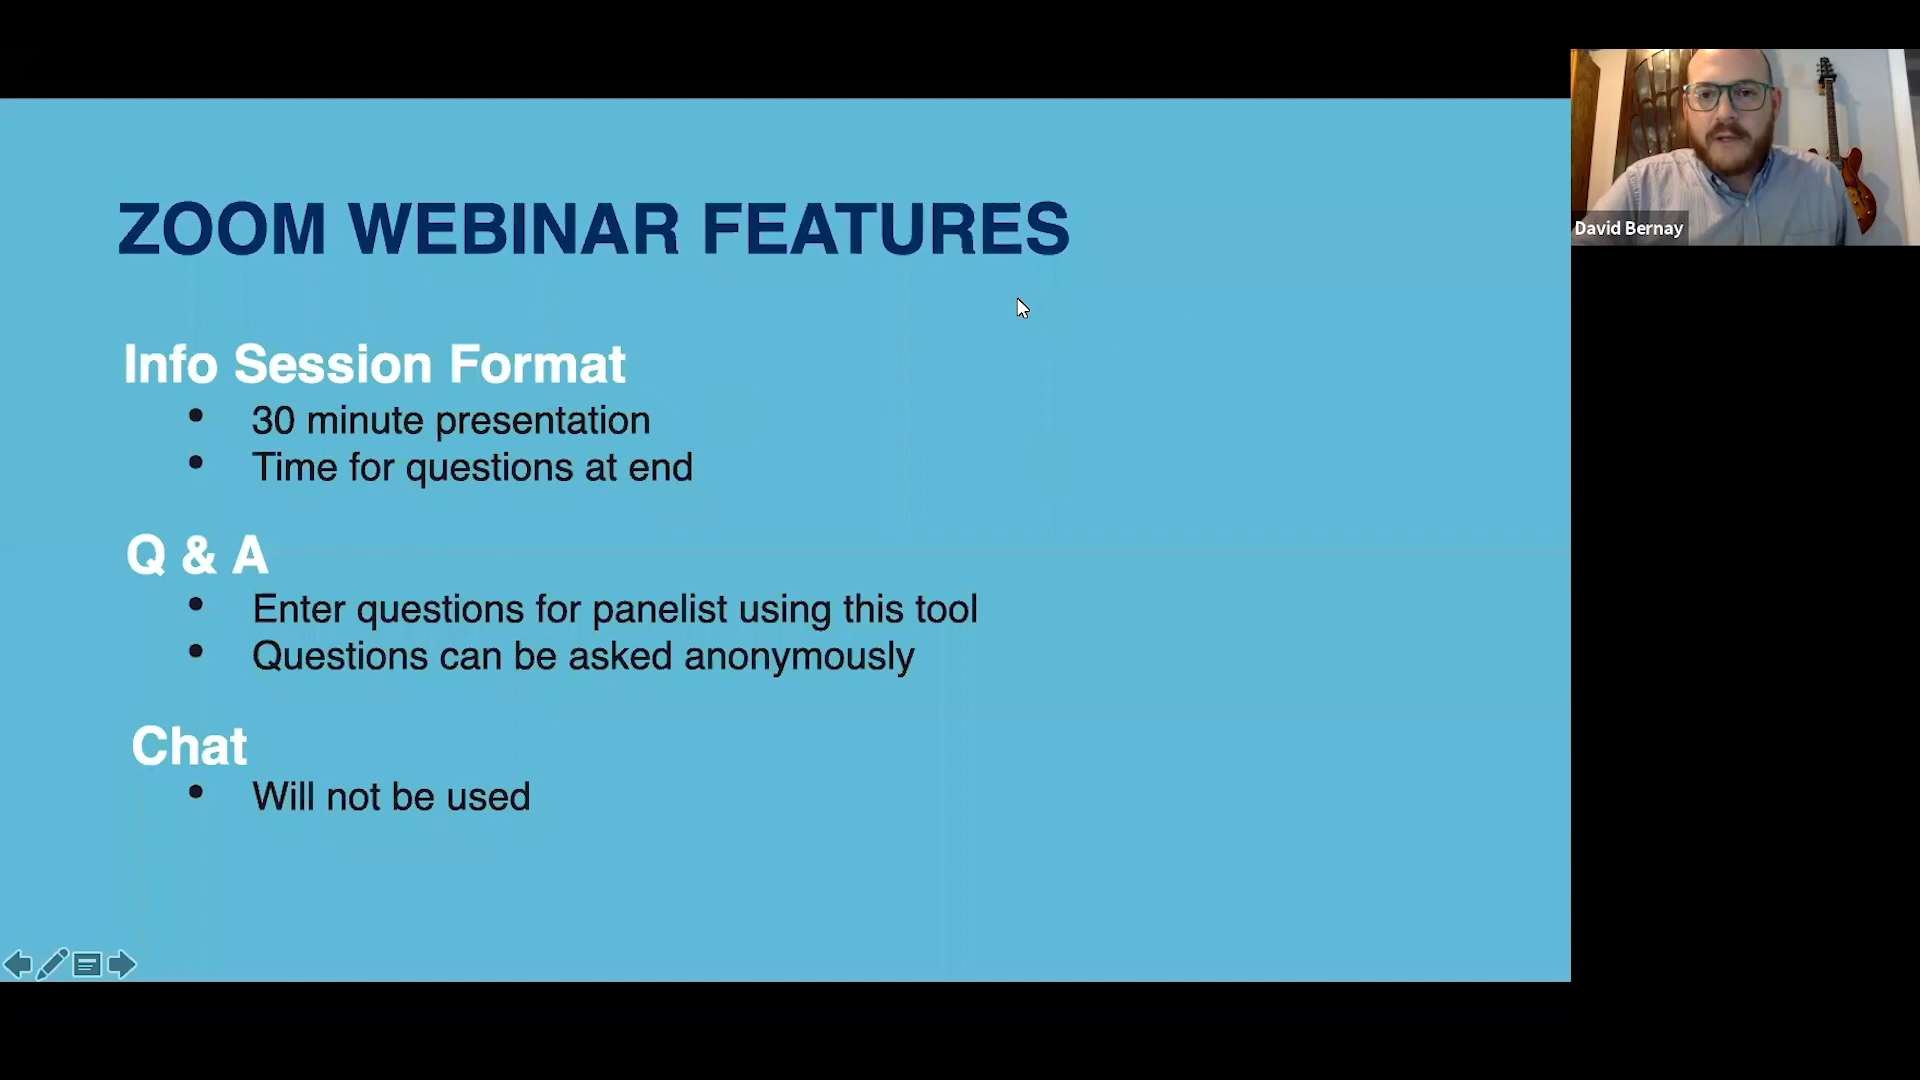 ZOOM WEBINAR FEATURES
Info Session Format
• 30 minute presentation
• Time for questions at end
Q & A
• Enter questions for panelist using this tool
• Questions can be asked anonymously
Chat
• Will not be used
David Bernay